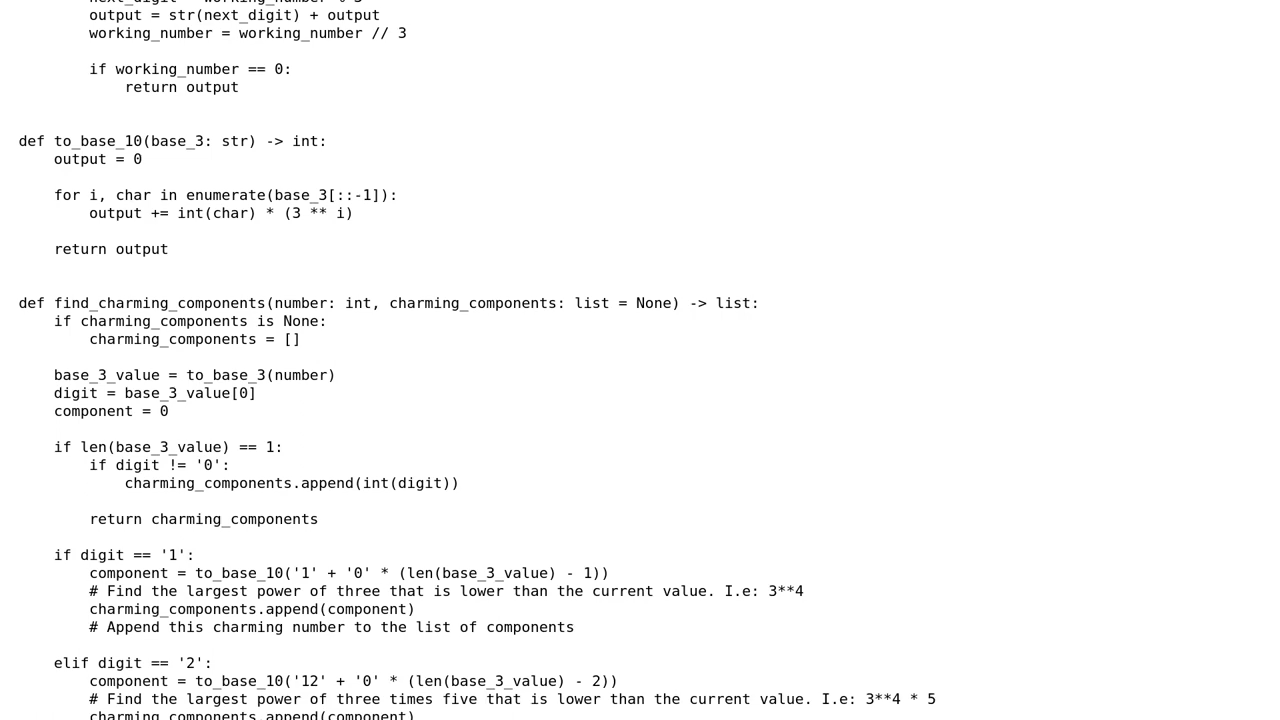 next_digit = working_number % 3
output = str(next_digit) + output
working_number = working_number // 3
if working_number == 0:
return output
def to_base_10(base_3: str) -> int:
output = 0
for i, char in enumerate(base_3[::-1]):
output += int(char) * (3 ** i)
return output
def find_charming_components(number: int, charming_components: list = None) -> list:
if charming_components is None:
charming_components = []
base_3_value = to_base_3(number)
digit = base_3_value[0]
component = 0
if len(base_3_value) == 1:
if digit != '0':
charming_components.append(int(digit))
return charming_components
if digit == '1':
component = to_base_10('1' + '0' * (len(base_3_value) - 1))
# Find the largest power of three that is lower than the current value. I.e: 3**4
charming_components.append(component)
# Append this charming number to the list of components
elif digit == '2':
component = to_base_10('12' + '0' * (len(base_3_value) - 2))
# Find the largest power of three times five that is lower than the current value. I.e: 3**4 * 5
charming_components.append(component)